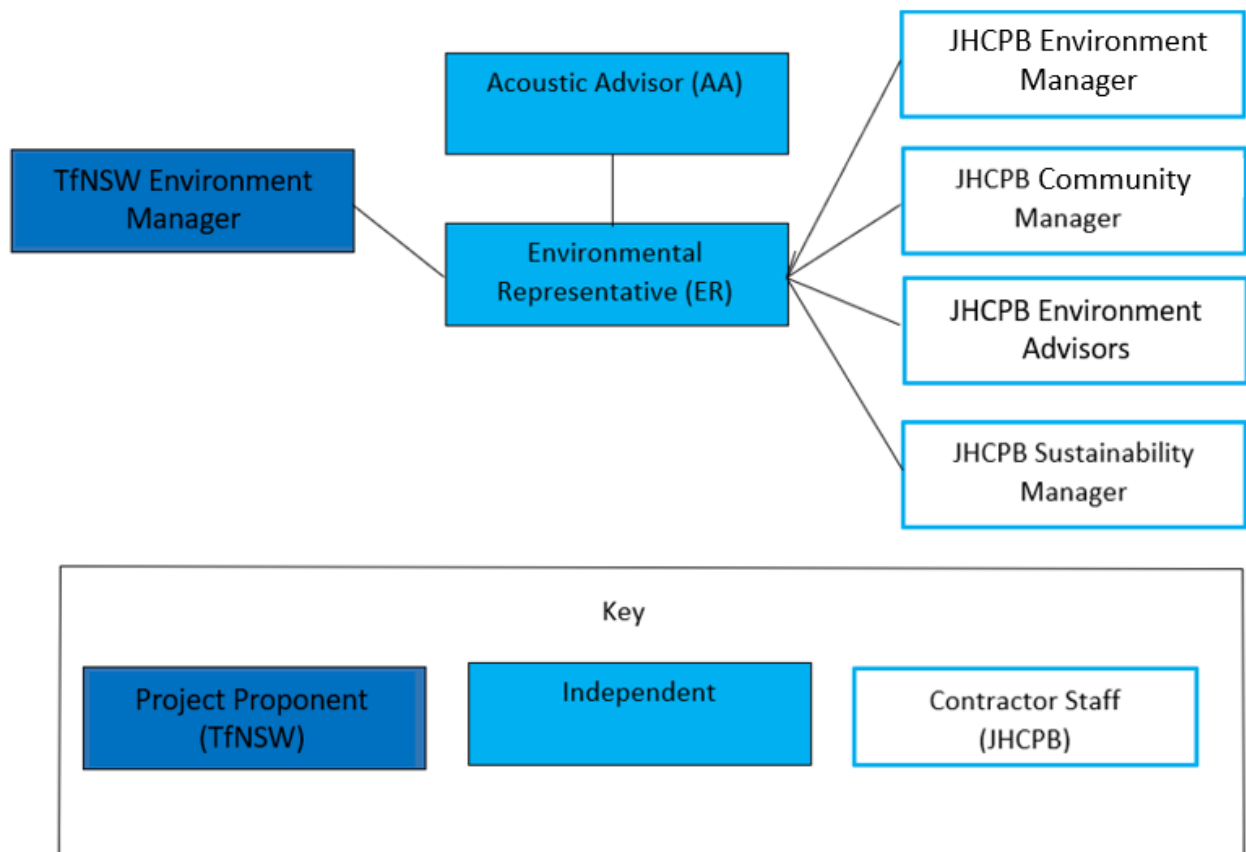 Acoustic Advisor (AA)
TfNSW Environment
Manager
Environmental
Representative (ER)
JHCPB Environment
Manager
JHCPB Community
Manager
JHCPB Environment
Advisors
JHCPB Sustainability
Manager
Key
Project Proponent
(TfNSW)
Independent
Contractor Staff
(JHCPB)